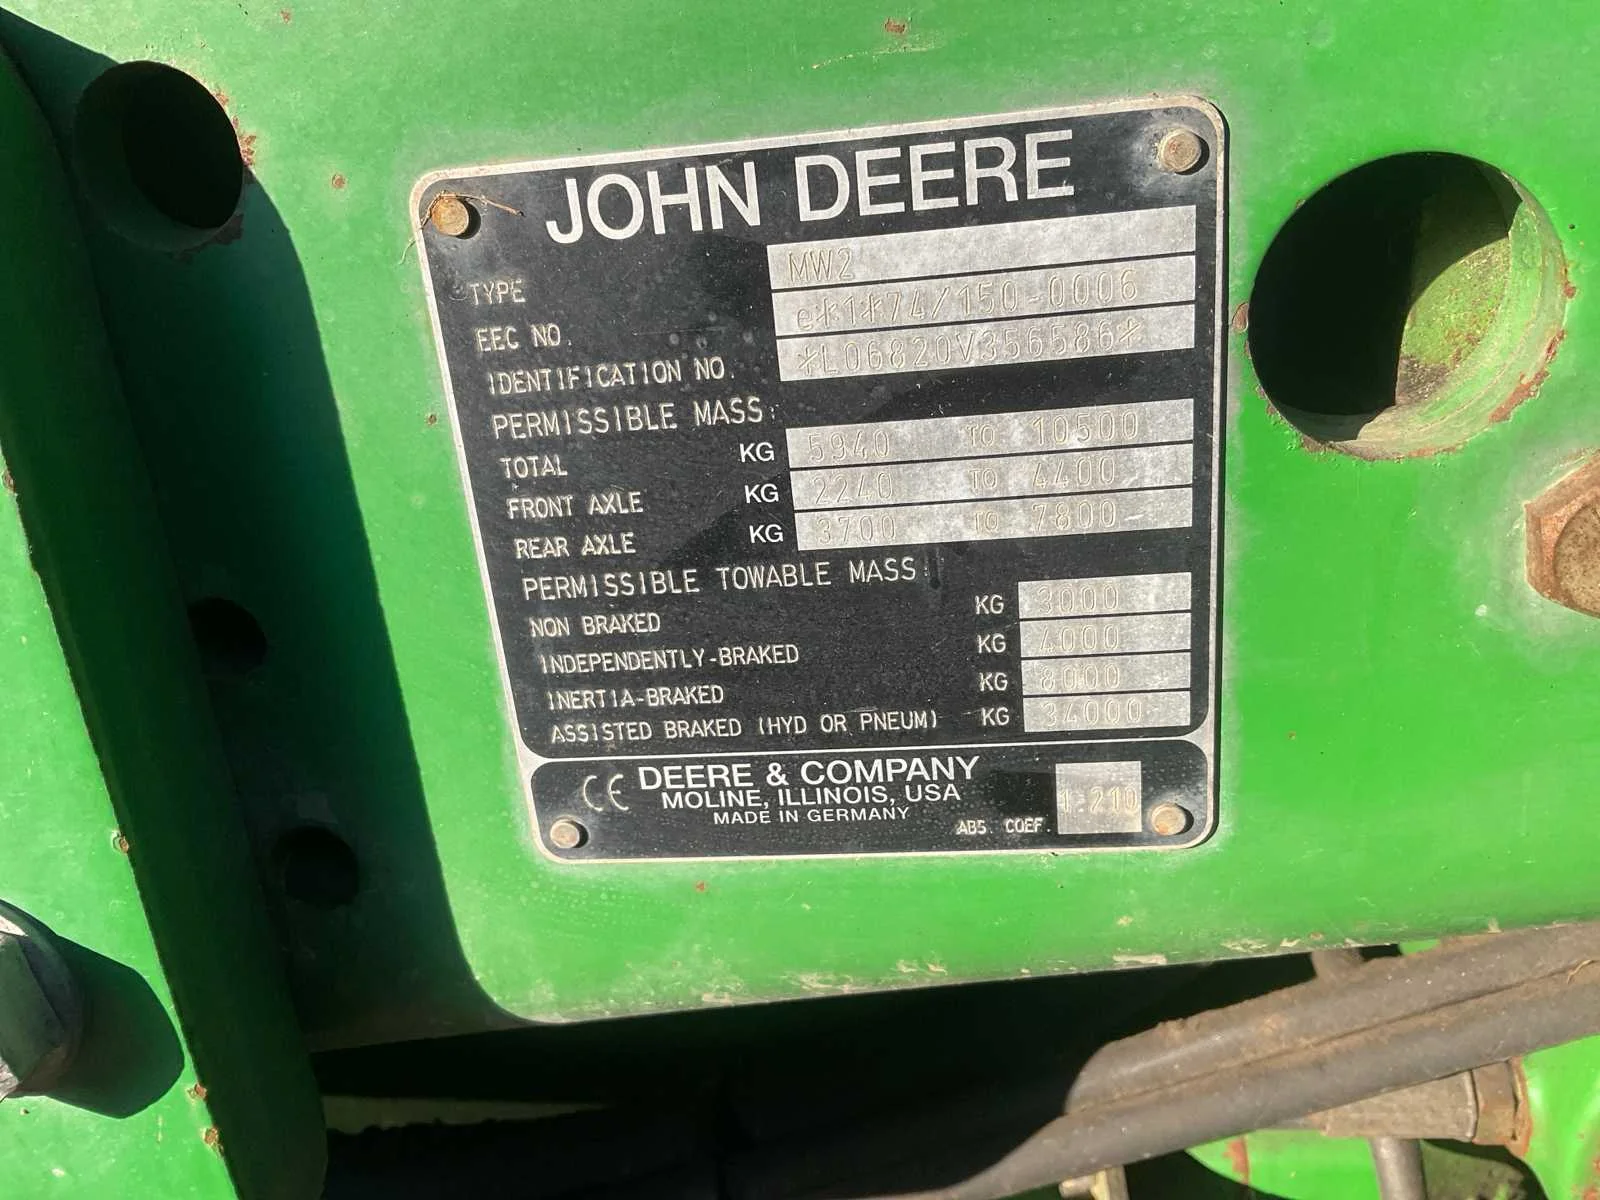 JOHN DEERE
TYPE MW2
EEC NO. e*1*74/150-0006
IDENTIFICATION NO. *L06820V356586*
PERMISSIBLE MASS:
TOTAL KG 5940 TO 10500
FRONT AXLE KG 2240 TO 4400
REAR AXLE KG 3700 TO 7800
PERMISSIBLE TOWABLE MASS:
NON BRAKED KG 3000
INDEPENDENTLY-BRAKED KG 4000
INERTIA-BRAKED KG 8000
ASSISTED BRAKED (HYD OR PNEUM) KG 34000
CE DEERE & COMPANY
MOLINE, ILLINOIS, USA
MADE IN GERMANY
ABS. COEF. 1.210